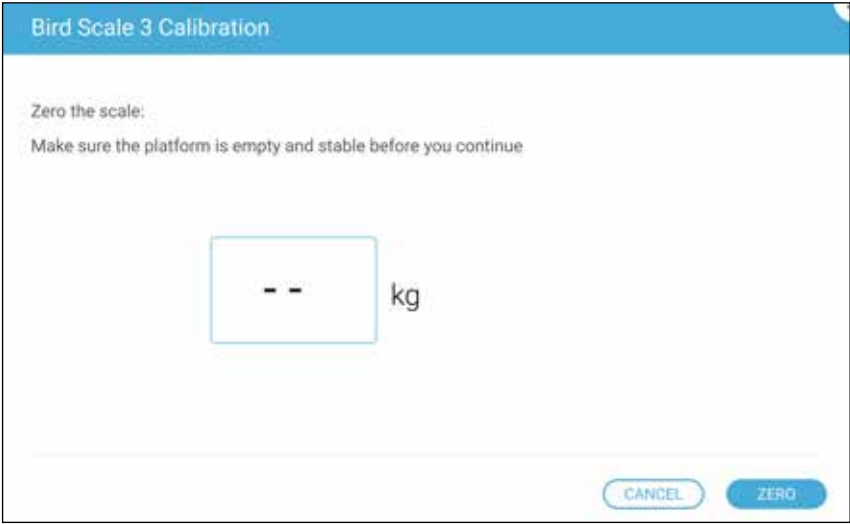 Bird Scale 3 Calibration
Zero the scale:
Make sure the platform is empty and stable before you continue
-- kg
CANCEL ZERO